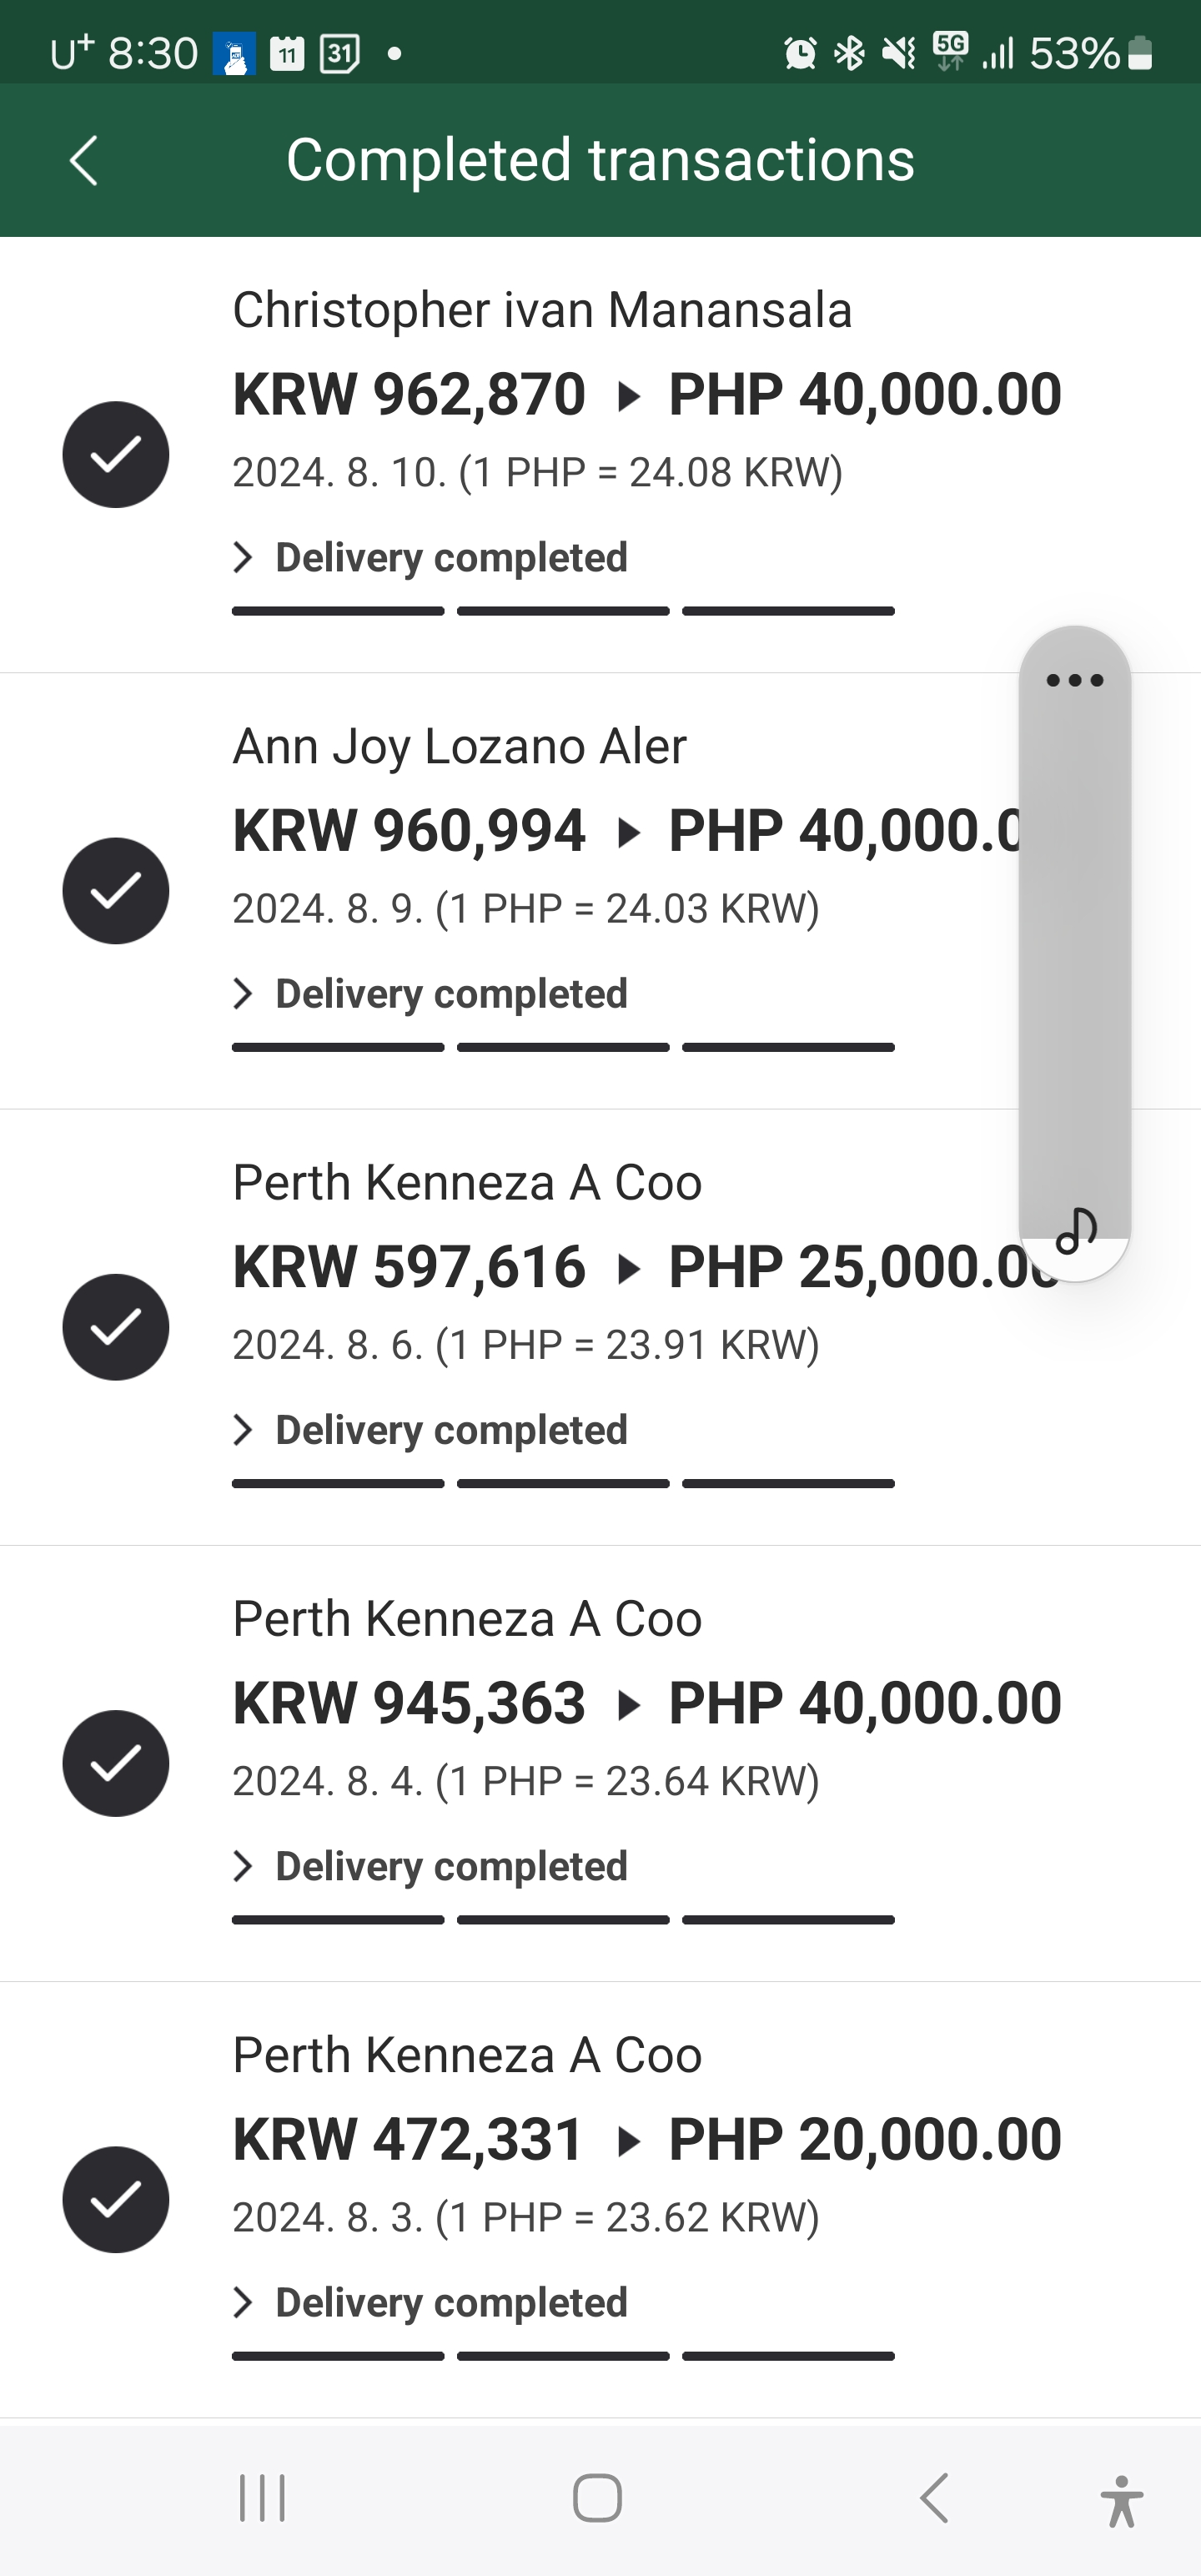 U+ 8:30 11 31 5G 53%
Completed transactions
Christopher ivan Manansala
KRW 962,870 ▶ PHP 40,000.00
2024. 8. 10. (1 PHP = 24.08 KRW)
> Delivery completed
Ann Joy Lozano Aler
KRW 960,994 ▶ PHP 40,000.0
2024. 8. 9. (1 PHP = 24.03 KRW)
> Delivery completed
Perth Kenneza A Coo
KRW 597,616 ▶ PHP 25,000.00
2024. 8. 6. (1 PHP = 23.91 KRW)
> Delivery completed
Perth Kenneza A Coo
KRW 945,363 ▶ PHP 40,000.00
2024. 8. 4. (1 PHP = 23.64 KRW)
> Delivery completed
Perth Kenneza A Coo
KRW 472,331 ▶ PHP 20,000.00
2024. 8. 3. (1 PHP = 23.62 KRW)
> Delivery completed